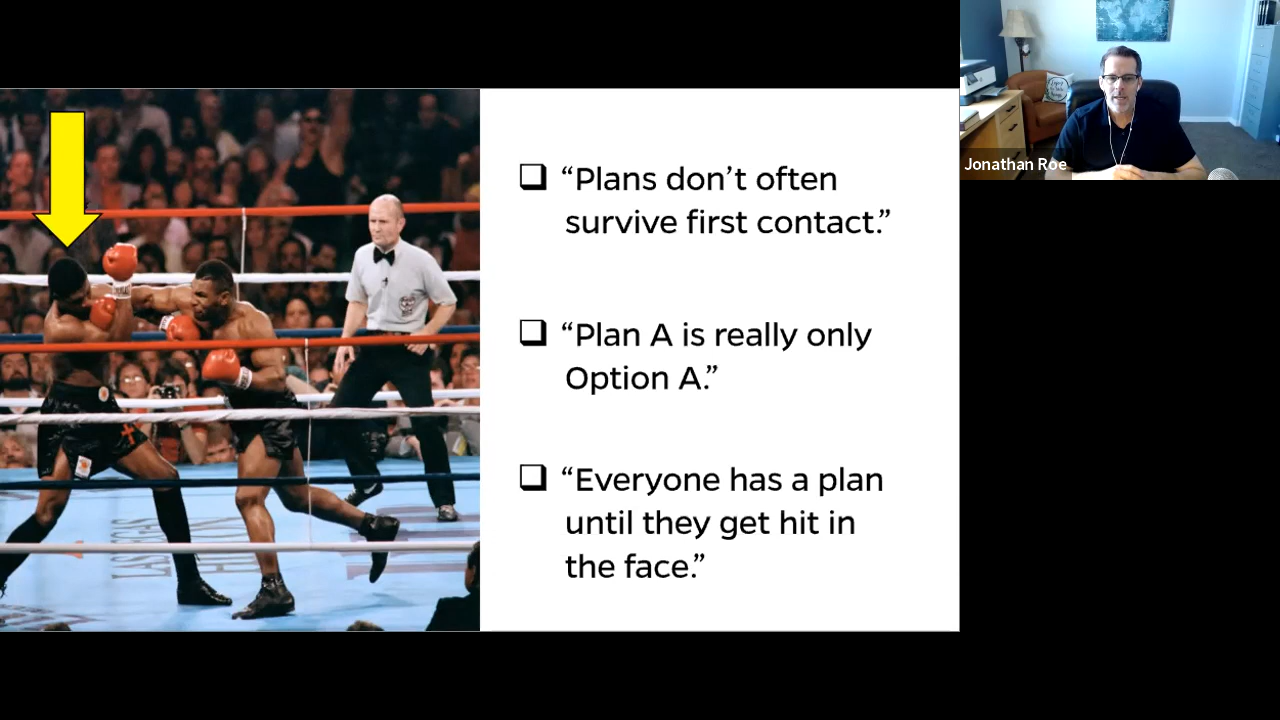 “Plans don’t often
survive first contact.”
“Plan A is really only
Option A.”
“Everyone has a plan
until they get hit in
the face.”
Jonathan Roe